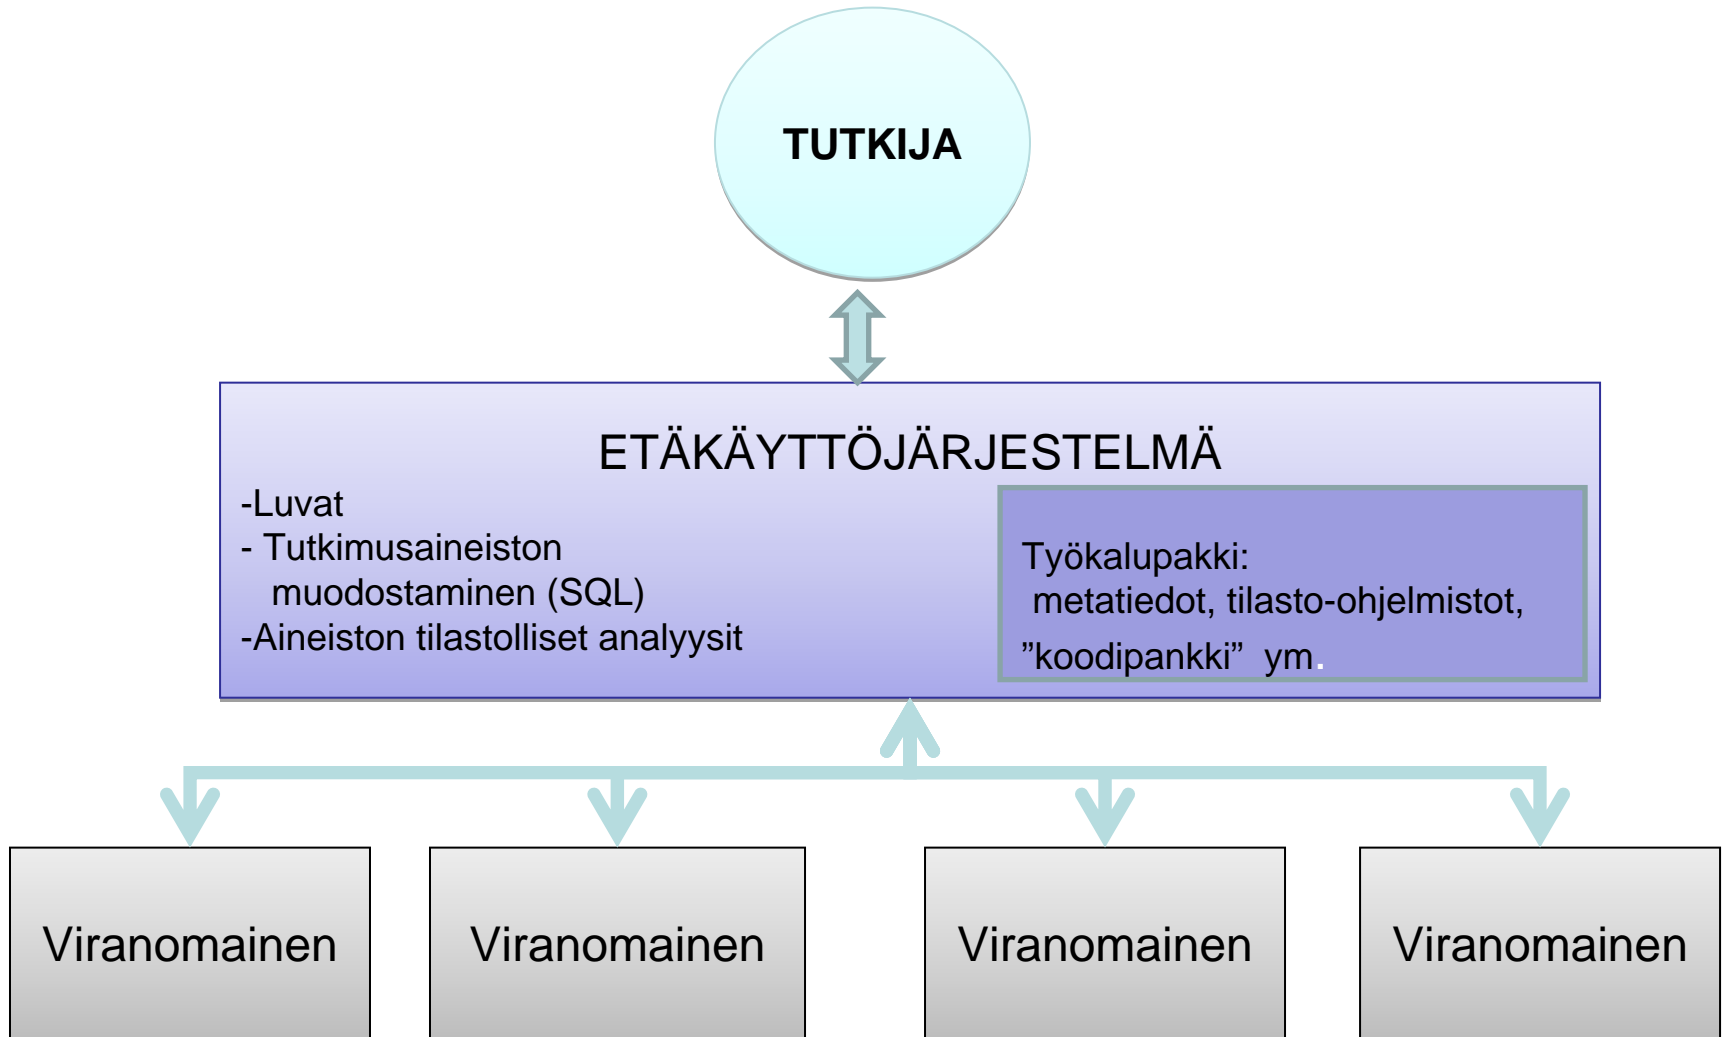 TUTKIJA
ETÄKÄYTTÖJÄRJESTELMÄ
-Luvat
- Tutkimusaineiston
muodostaminen (SQL)
-Aineiston tilastolliset analyysit
Työkalupakki:
metatiedot, tilasto-ohjelmistot,
”koodipankki” ym.
Viranomainen
Viranomainen
Viranomainen
Viranomainen